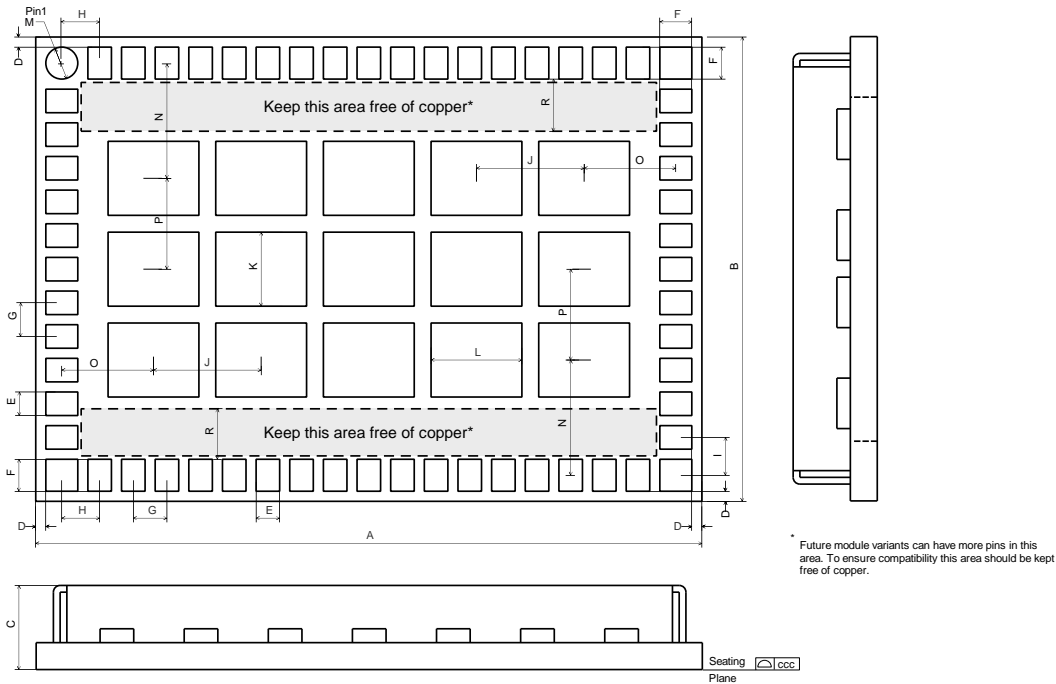 Pin1
M
H
F
D
F
Keep this area free of copper*
R
N
J
O
P
K
B
G
P
O
J
L
E
R
Keep this area free of copper*
N
I
F
H
G
E
D
D
D
A
*
Future module variants can have more pins in this
area. To ensure compatibility this area should be kept
free of copper.
C
Seating
ccc
Plane